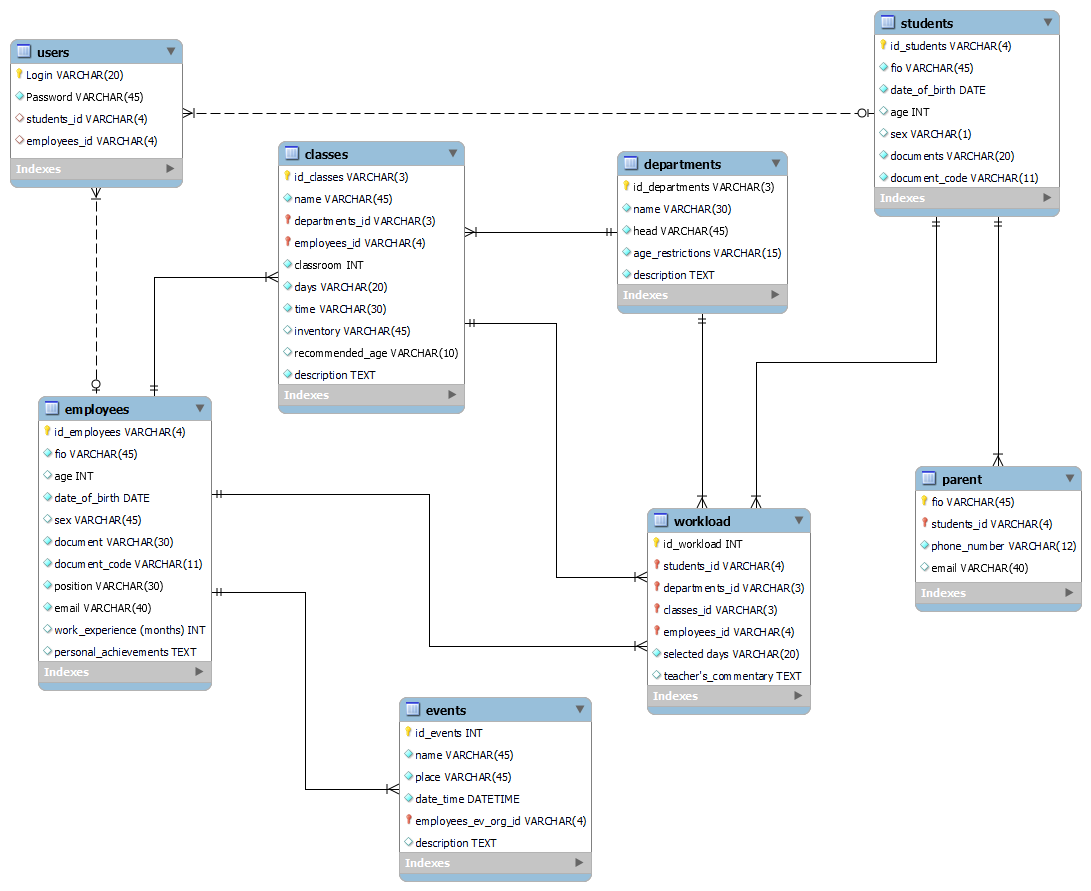 users
Login VARCHAR(20)
Password VARCHAR(45)
students_id VARCHAR(4)
employees_id VARCHAR(4)
Indexes
students
id_students VARCHAR(4)
fio VARCHAR(45)
date_of_birth DATE
age INT
sex VARCHAR(1)
documents VARCHAR(20)
document_code VARCHAR(11)
Indexes
classes
id_classes VARCHAR(3)
name VARCHAR(45)
departments_id VARCHAR(3)
employees_id VARCHAR(4)
classroom INT
days VARCHAR(20)
time VARCHAR(30)
inventory VARCHAR(45)
recommended_age VARCHAR(10)
description TEXT
Indexes
departments
id_departments VARCHAR(3)
name VARCHAR(30)
head VARCHAR(45)
age_restrictions VARCHAR(15)
description TEXT
Indexes
employees
id_employees VARCHAR(4)
fio VARCHAR(45)
age INT
date_of_birth DATE
sex VARCHAR(45)
document VARCHAR(30)
document_code VARCHAR(11)
position VARCHAR(30)
email VARCHAR(40)
work_experience (months) INT
personal_achievements TEXT
Indexes
parent
fio VARCHAR(45)
students_id VARCHAR(4)
phone_number VARCHAR(12)
email VARCHAR(40)
Indexes
workload
id_workload INT
students_id VARCHAR(4)
departments_id VARCHAR(3)
classes_id VARCHAR(3)
employees_id VARCHAR(4)
selected days VARCHAR(20)
teacher's_commentary TEXT
Indexes
events
id_events INT
name VARCHAR(45)
place VARCHAR(45)
date_time DATETIME
employees_ev_org_id VARCHAR(4)
description TEXT
Indexes